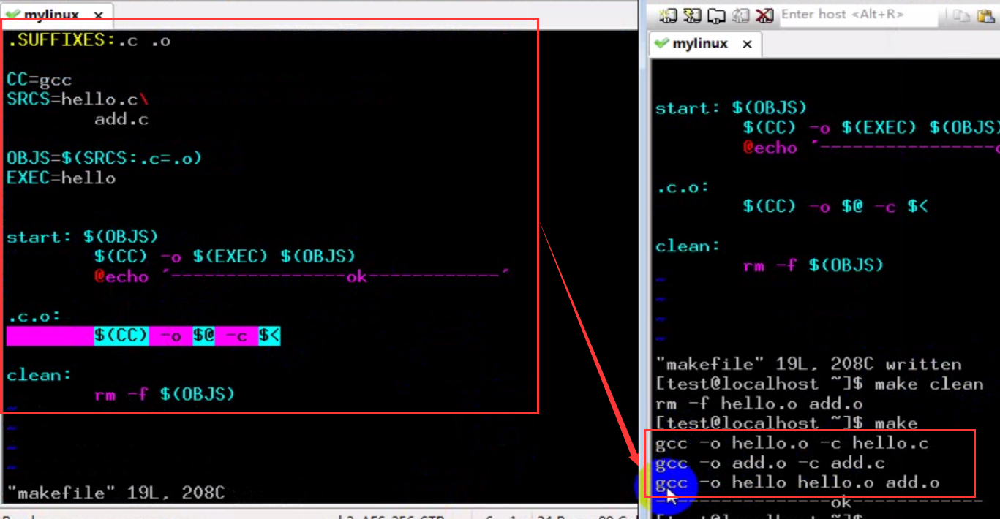 mylinux ×
.SUFFIXES:.c .o
CC=gcc
SRCS=hello.c\
add.c
OBJS=$(SRCS:.c=.o)
EXEC=hello
start: $(OBJS)
$(CC) -o $(EXEC) $(OBJS)
@echo '----------------ok------------'
.c.o:
$(CC) -o $@ -c $<
clean:
rm -f $(OBJS)
~
~
~
~
"makefile" 19L, 208C
Enter host <Alt+R>
mylinux ×
start: $(OBJS)
$(CC) -o $(EXEC) $(OBJS)
@echo '----------------
.c.o:
$(CC) -o $@ -c $<
clean:
rm -f $(OBJS)
~
~
~
~
"makefile" 19L, 208C written
[test@localhost ~]$ make clean
rm -f hello.o add.o
[test@localhost ~]$ make
gcc -o hello.o -c hello.c
gcc -o add.o -c add.c
gcc -o hello hello.o add.o
----------------ok------------
[test@localhost ~]$